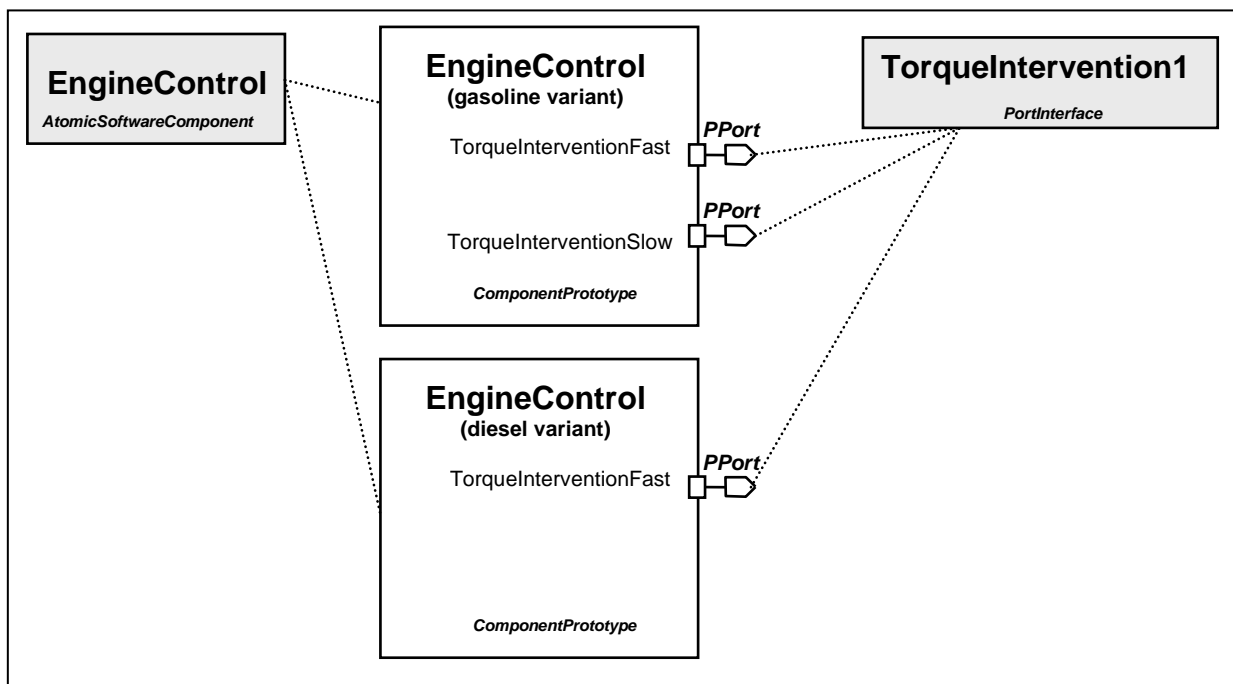 EngineControl
AtomicSoftwareComponent
EngineControl
(gasoline variant)
TorqueInterventionFast
PPort
TorqueInterventionSlow
PPort
ComponentPrototype
TorqueIntervention1
PortInterface
EngineControl
(diesel variant)
TorqueInterventionFast
PPort
ComponentPrototype